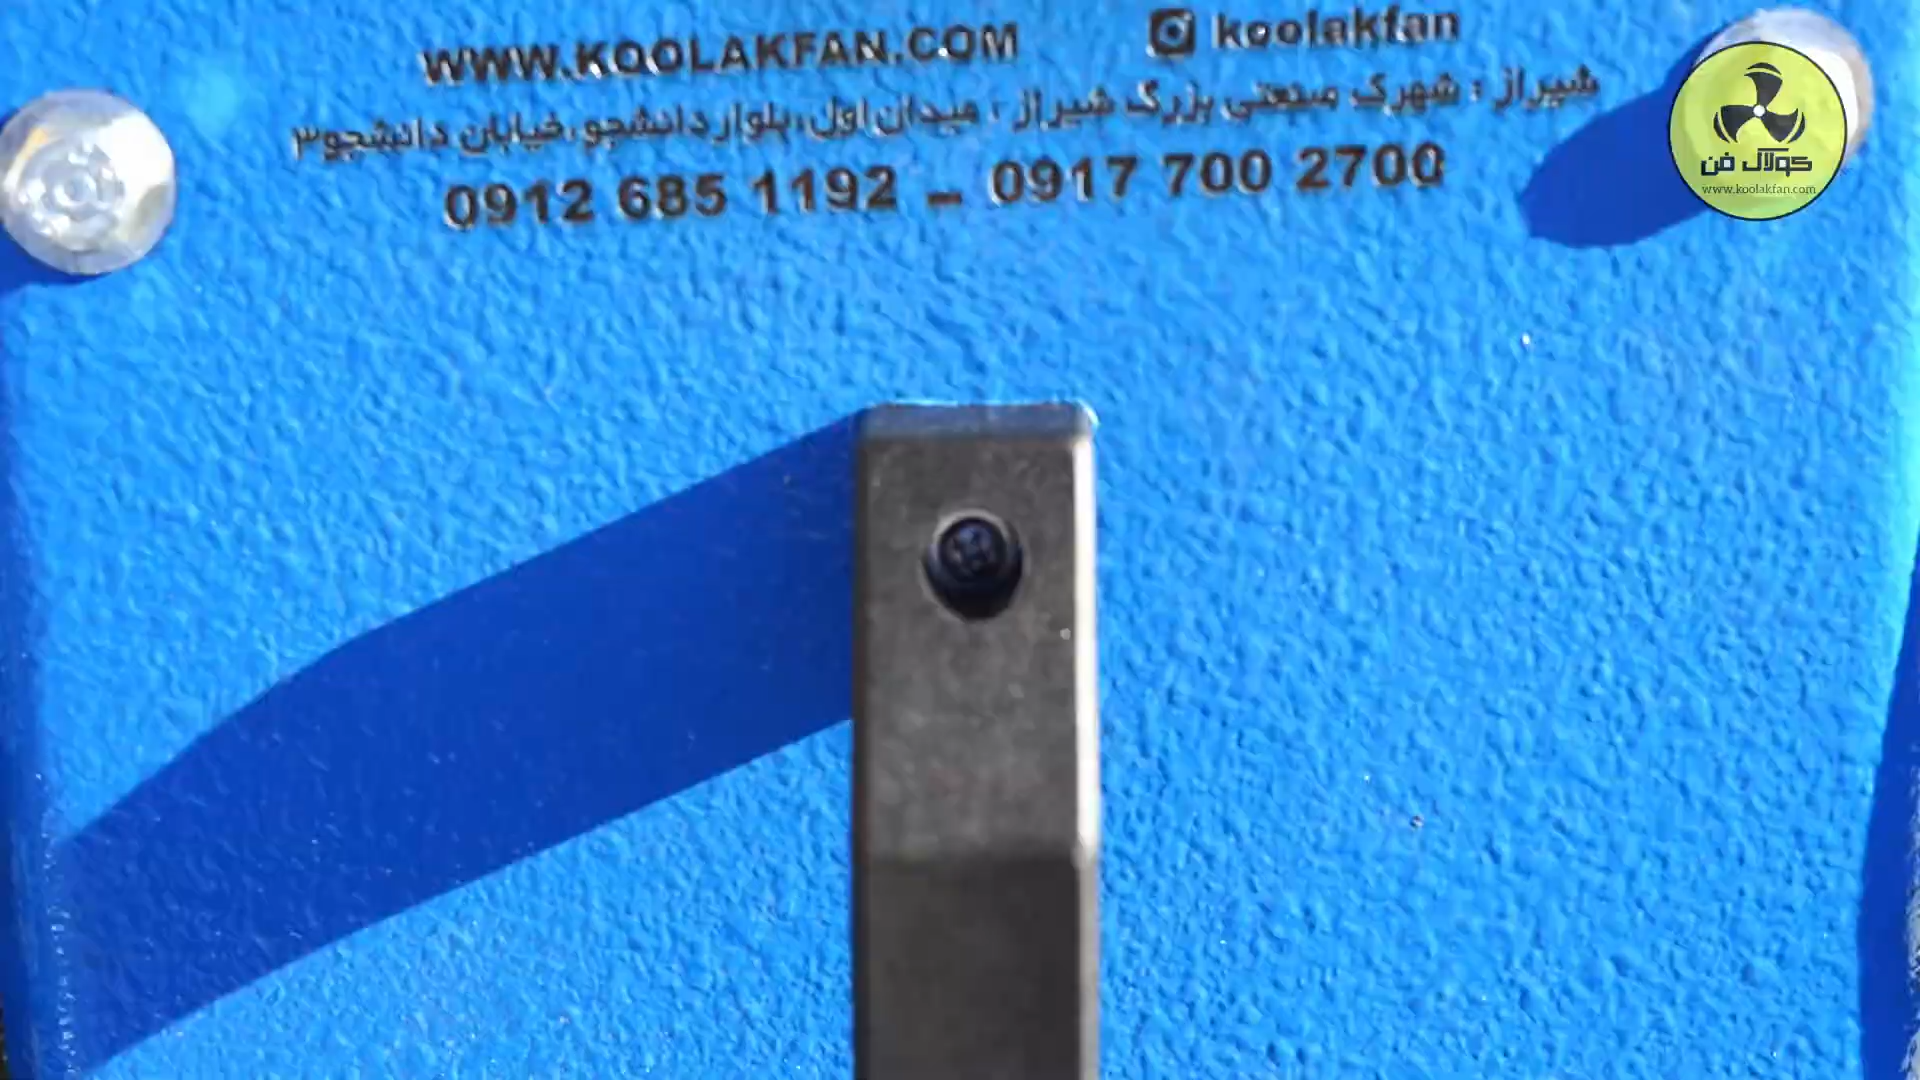 WWW.KOOLAKFAN.COM koolakfan
شیراز : شهرک صنعتی بزرگ شیراز ، میدان اول، بلوار دانشجو، خیابان دانشجو۳
0912 685 1192 - 0917 700 2700
کولاک فن
www.koolakfan.com